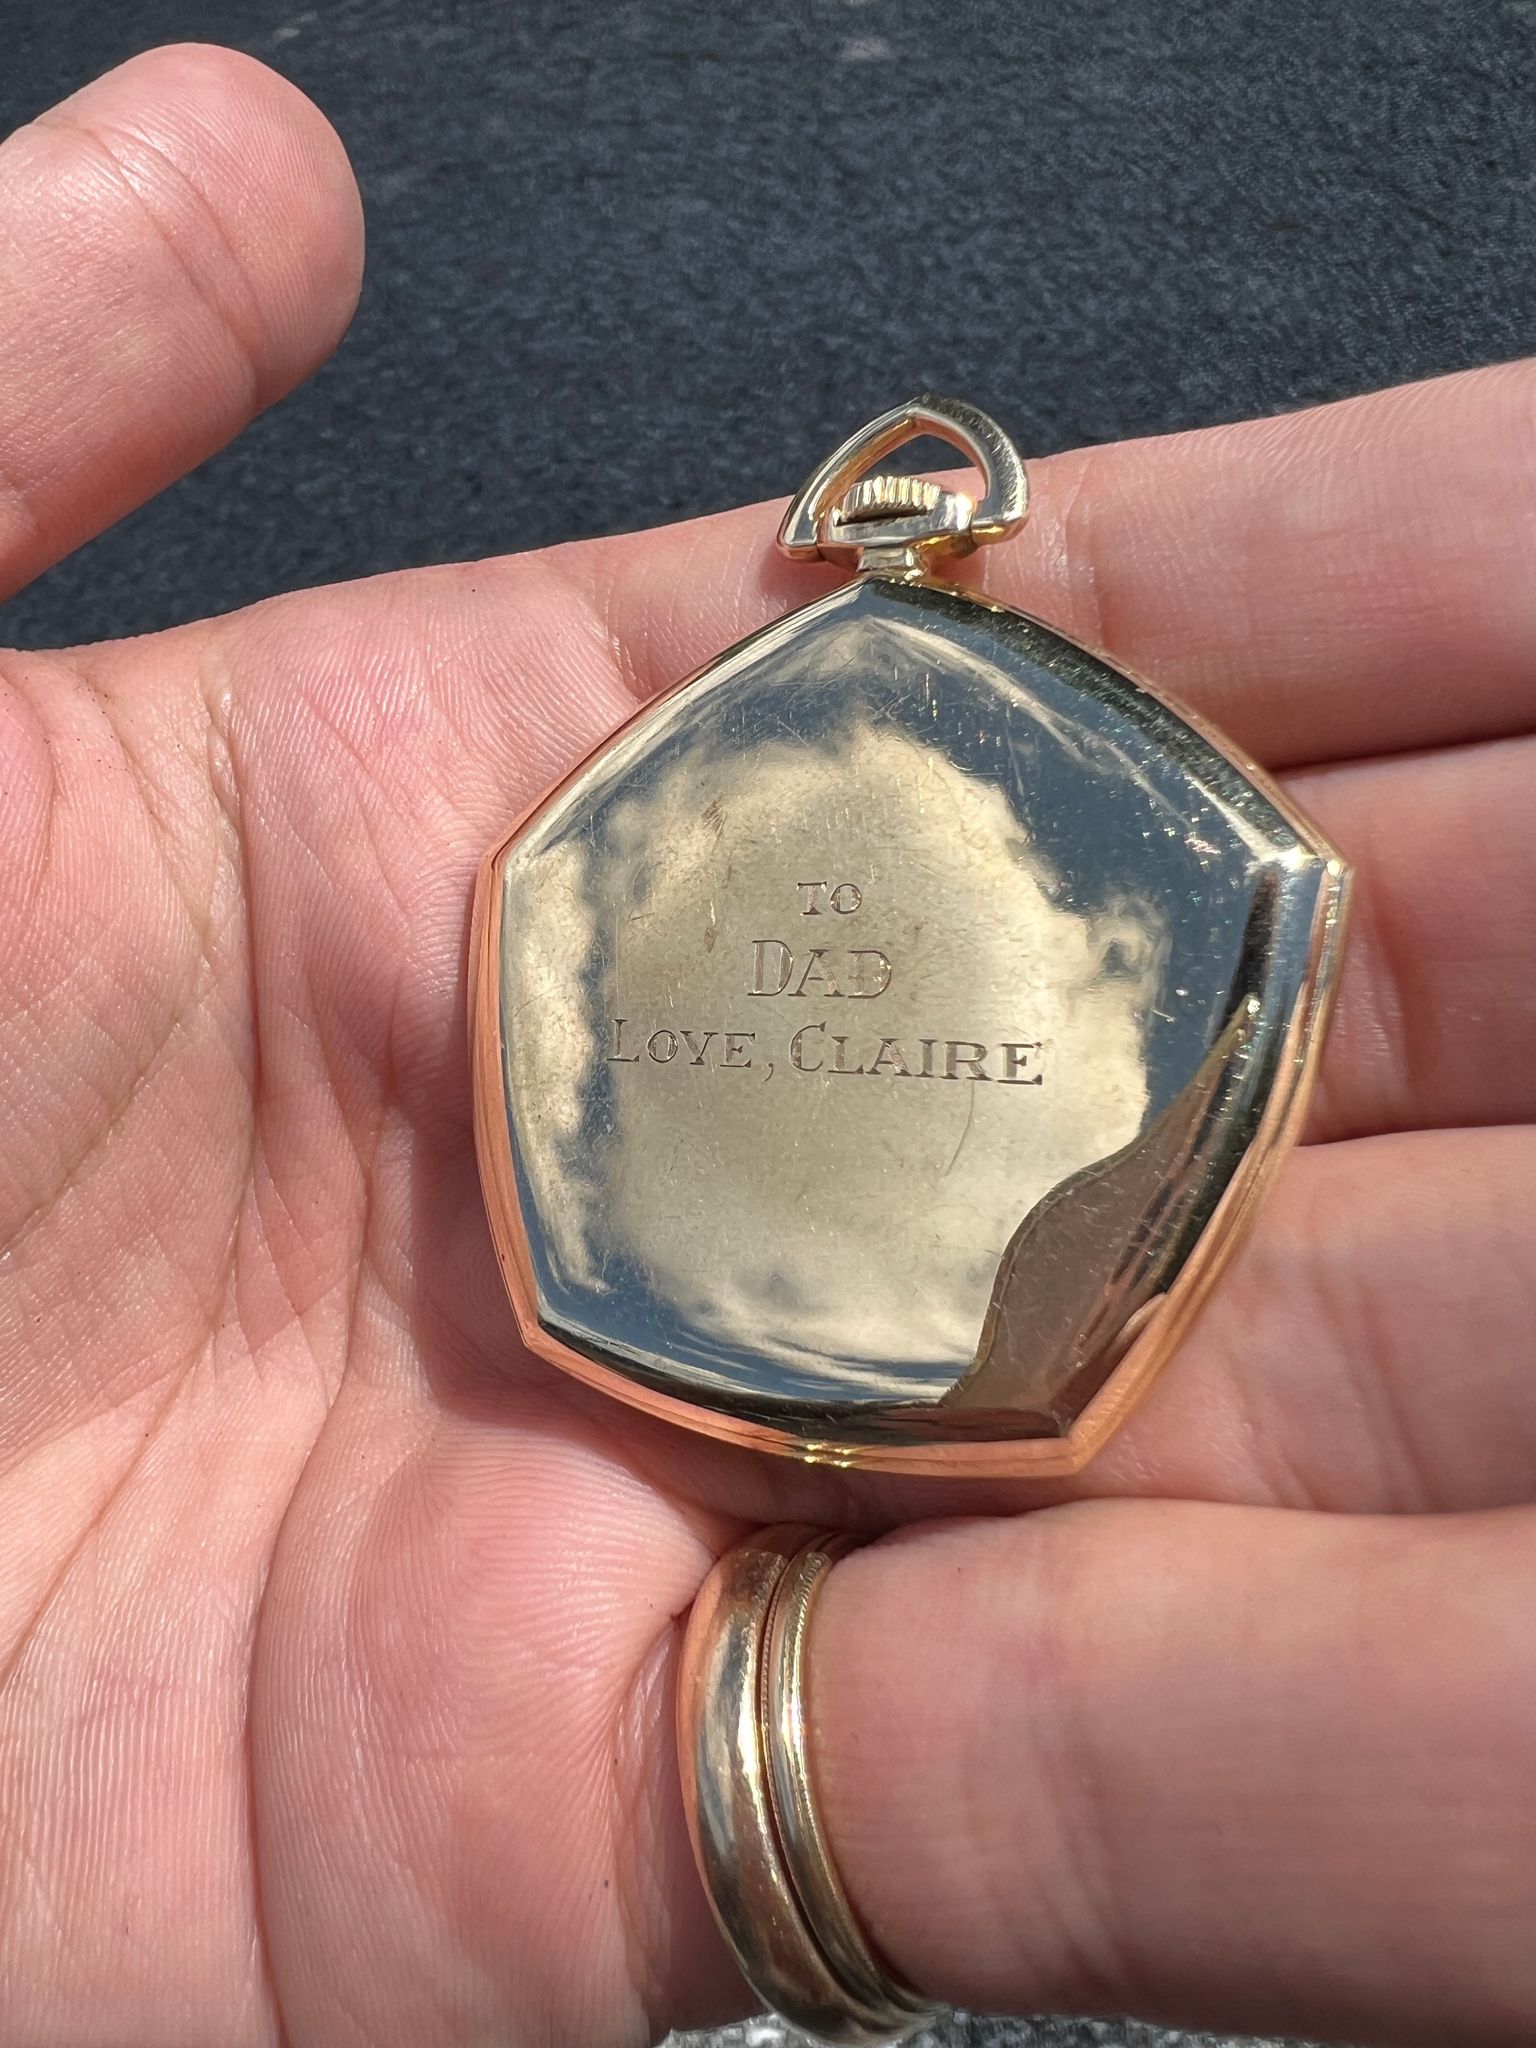 TO
DAD
LOVE, CLAIRE